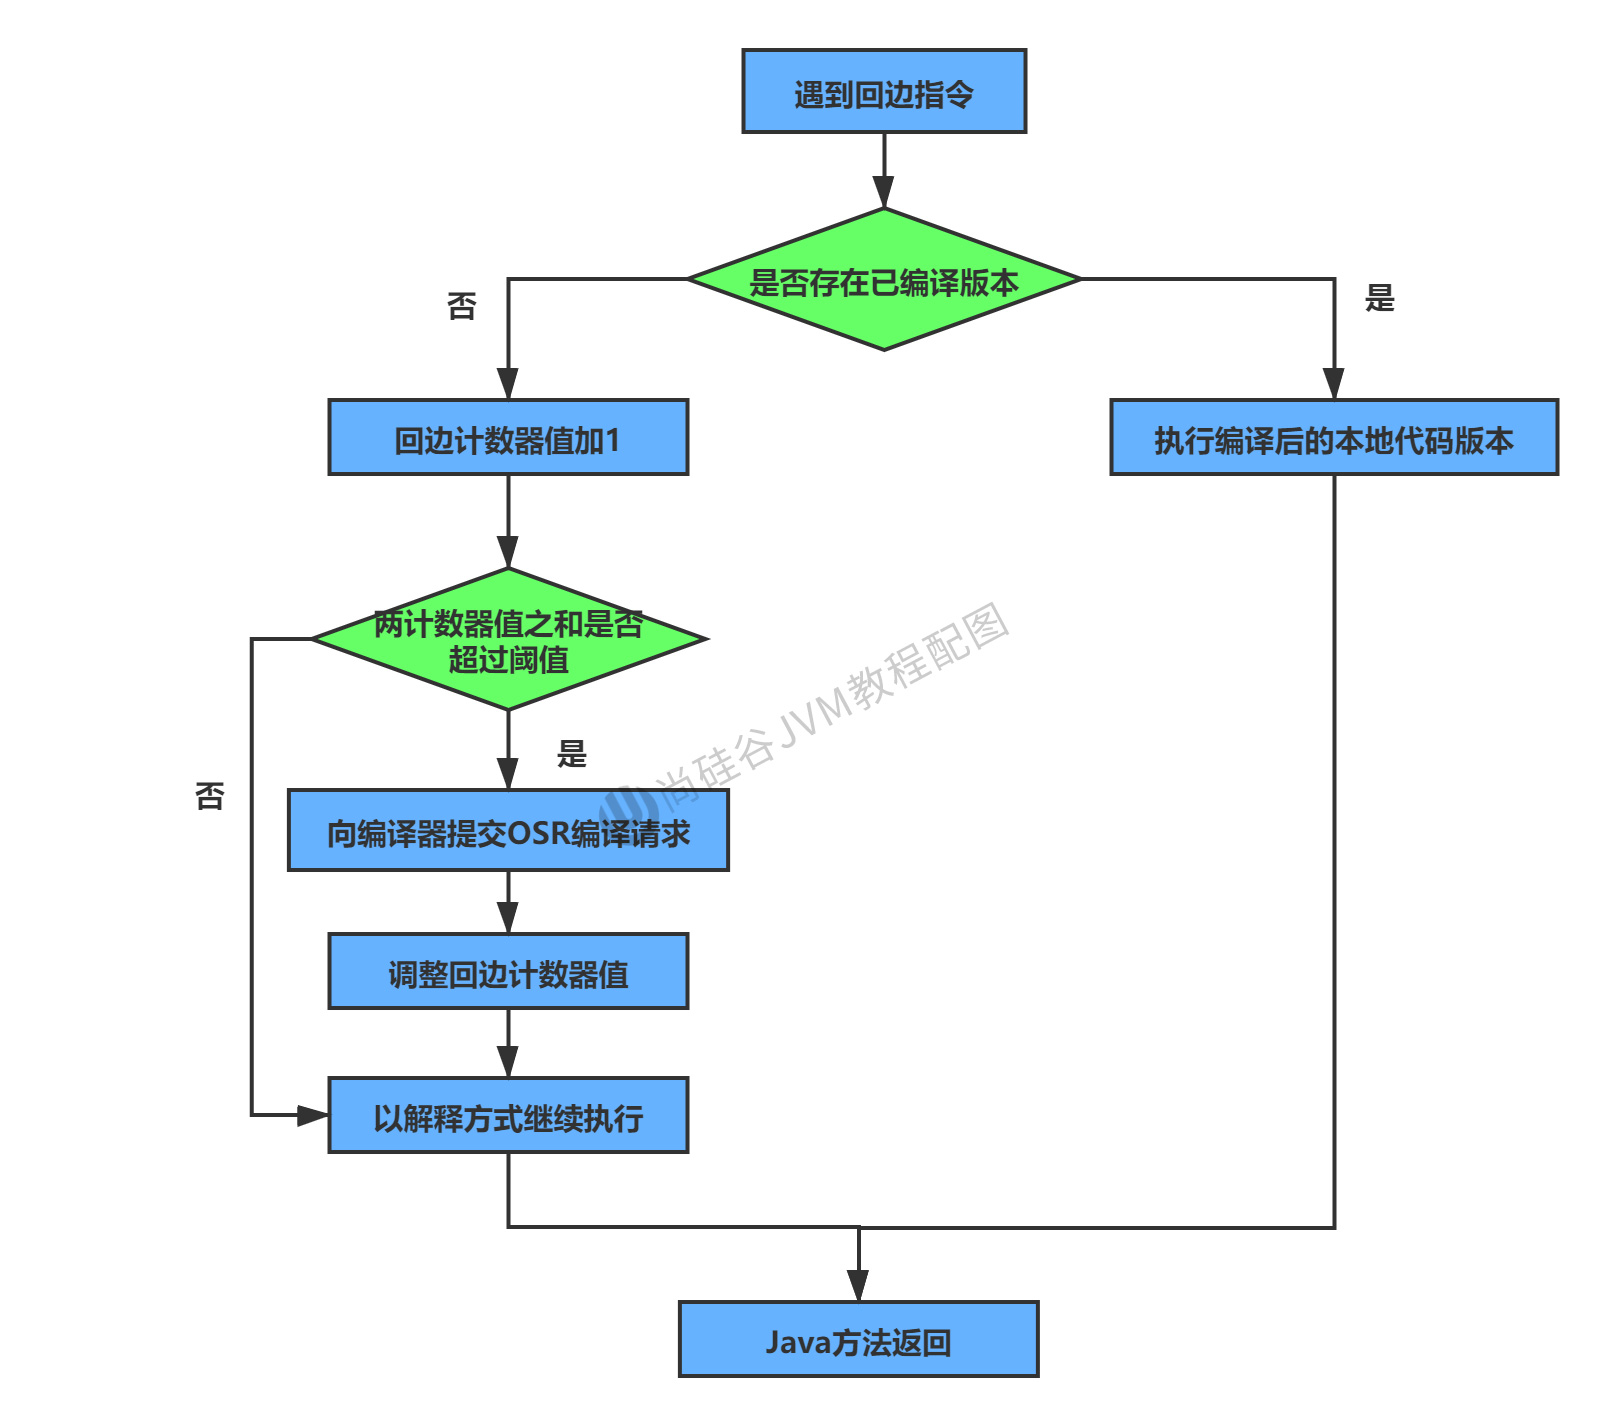 遇到回边指令
是否存在已编译版本
否
是
回边计数器值加1
执行编译后的本地代码版本
两计数器值之和是否
超过阈值
是
否
向编译器提交OSR编译请求
调整回边计数器值
以解释方式继续执行
Java方法返回
尚硅谷JVM教程配图